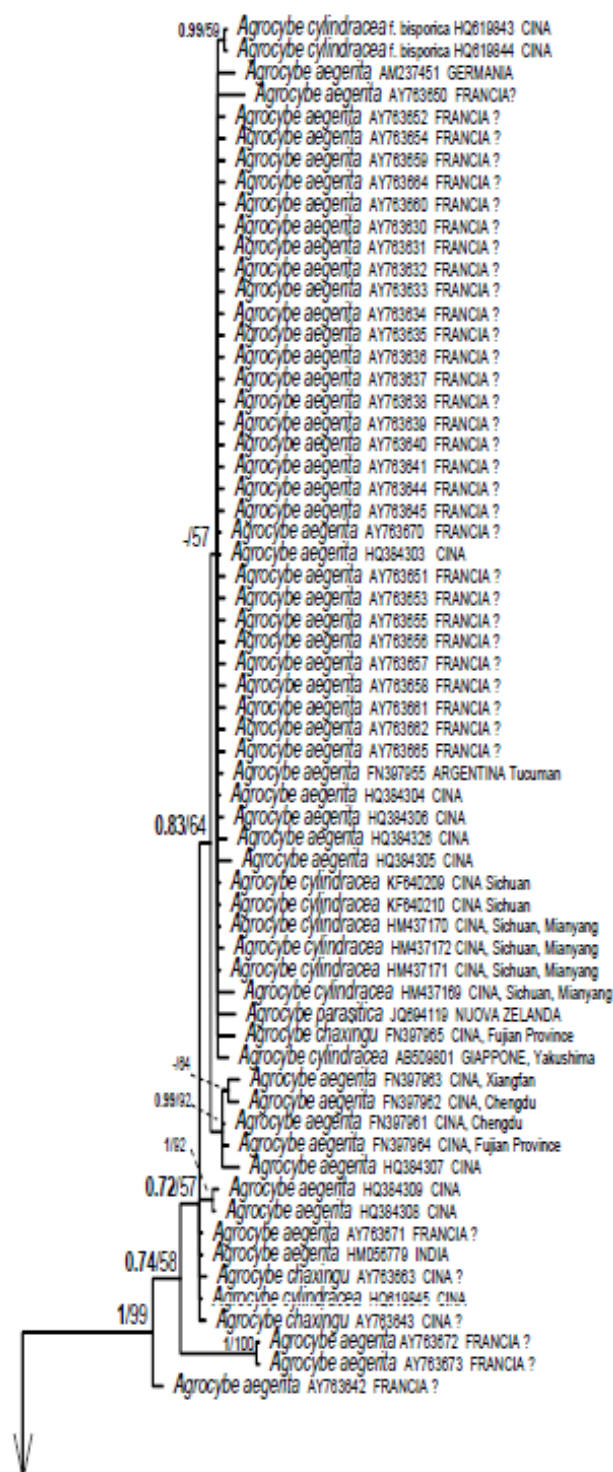 0.99/59
Agrocybe cylindracea f. bisporica HQ619843 CINA
Agrocybe cylindracea f. bisporica HQ619844 CINA
Agrocybe aegerita AM237451 GERMANIA
Agrocybe aegerita AY763650 FRANCIA?
Agrocybe aegerita AY763652 FRANCIA ?
Agrocybe aegerita AY763654 FRANCIA ?
Agrocybe aegerita AY763659 FRANCIA ?
Agrocybe aegerita AY763664 FRANCIA ?
Agrocybe aegerita AY763660 FRANCIA ?
Agrocybe aegerita AY763630 FRANCIA ?
Agrocybe aegerita AY763631 FRANCIA ?
Agrocybe aegerita AY763632 FRANCIA ?
Agrocybe aegerita AY763633 FRANCIA ?
Agrocybe aegerita AY763634 FRANCIA ?
Agrocybe aegerita AY763635 FRANCIA ?
Agrocybe aegerita AY763636 FRANCIA ?
Agrocybe aegerita AY763637 FRANCIA ?
Agrocybe aegerita AY763638 FRANCIA ?
Agrocybe aegerita AY763639 FRANCIA ?
Agrocybe aegerita AY763640 FRANCIA ?
Agrocybe aegerita AY763641 FRANCIA ?
Agrocybe aegerita AY763644 FRANCIA ?
Agrocybe aegerita AY763645 FRANCIA ?
Agrocybe aegerita AY763670 FRANCIA ?
-/57
Agrocybe aegerita HQ384303 CINA
Agrocybe aegerita AY763651 FRANCIA ?
Agrocybe aegerita AY763653 FRANCIA ?
Agrocybe aegerita AY763655 FRANCIA ?
Agrocybe aegerita AY763656 FRANCIA ?
Agrocybe aegerita AY763657 FRANCIA ?
Agrocybe aegerita AY763658 FRANCIA ?
Agrocybe aegerita AY763661 FRANCIA ?
Agrocybe aegerita AY763662 FRANCIA ?
Agrocybe aegerita AY763665 FRANCIA ?
Agrocybe aegerita FN397955 ARGENTINA Tucuman
Agrocybe aegerita HQ384304 CINA
Agrocybe aegerita HQ384306 CINA
0.83/64
Agrocybe aegerita HQ384326 CINA
Agrocybe aegerita HQ384305 CINA
Agrocybe cylindracea KF640209 CINA Sichuan
Agrocybe cylindracea KF640210 CINA Sichuan
Agrocybe cylindracea HM437170 CINA, Sichuan, Mianyang
Agrocybe cylindracea HM437172 CINA, Sichuan, Mianyang
Agrocybe cylindracea HM437171 CINA, Sichuan, Mianyang
Agrocybe cylindracea HM437169 CINA, Sichuan, Mianyang
Agrocybe parasitica JQ694119 NUOVA ZELANDA
Agrocybe chaxingu FN397965 CINA, Fujian Province
Agrocybe cylindracea AB509801 GIAPPONE, Yakushima
-/84
Agrocybe aegerita FN397963 CINA, Xiangfan
0.99/92
Agrocybe aegerita FN397962 CINA, Chengdu
Agrocybe aegerita FN397961 CINA, Chengdu
1/92
Agrocybe aegerita FN397964 CINA, Fujian Province
Agrocybe aegerita HQ384307 CINA
0.72/57
Agrocybe aegerita HQ384309 CINA
Agrocybe aegerita HQ384308 CINA
Agrocybe aegerita AY763671 FRANCIA ?
Agrocybe aegerita HM056779 INDIA
0.74/58
Agrocybe chaxingu AY763663 CINA ?
Agrocybe cylindracea HQ619845 CINA
1/99
Agrocybe chaxingu AY763643 CINA ?
1/100
Agrocybe aegerita AY763672 FRANCIA ?
Agrocybe aegerita AY763673 FRANCIA ?
Agrocybe aegerita AY763642 FRANCIA ?